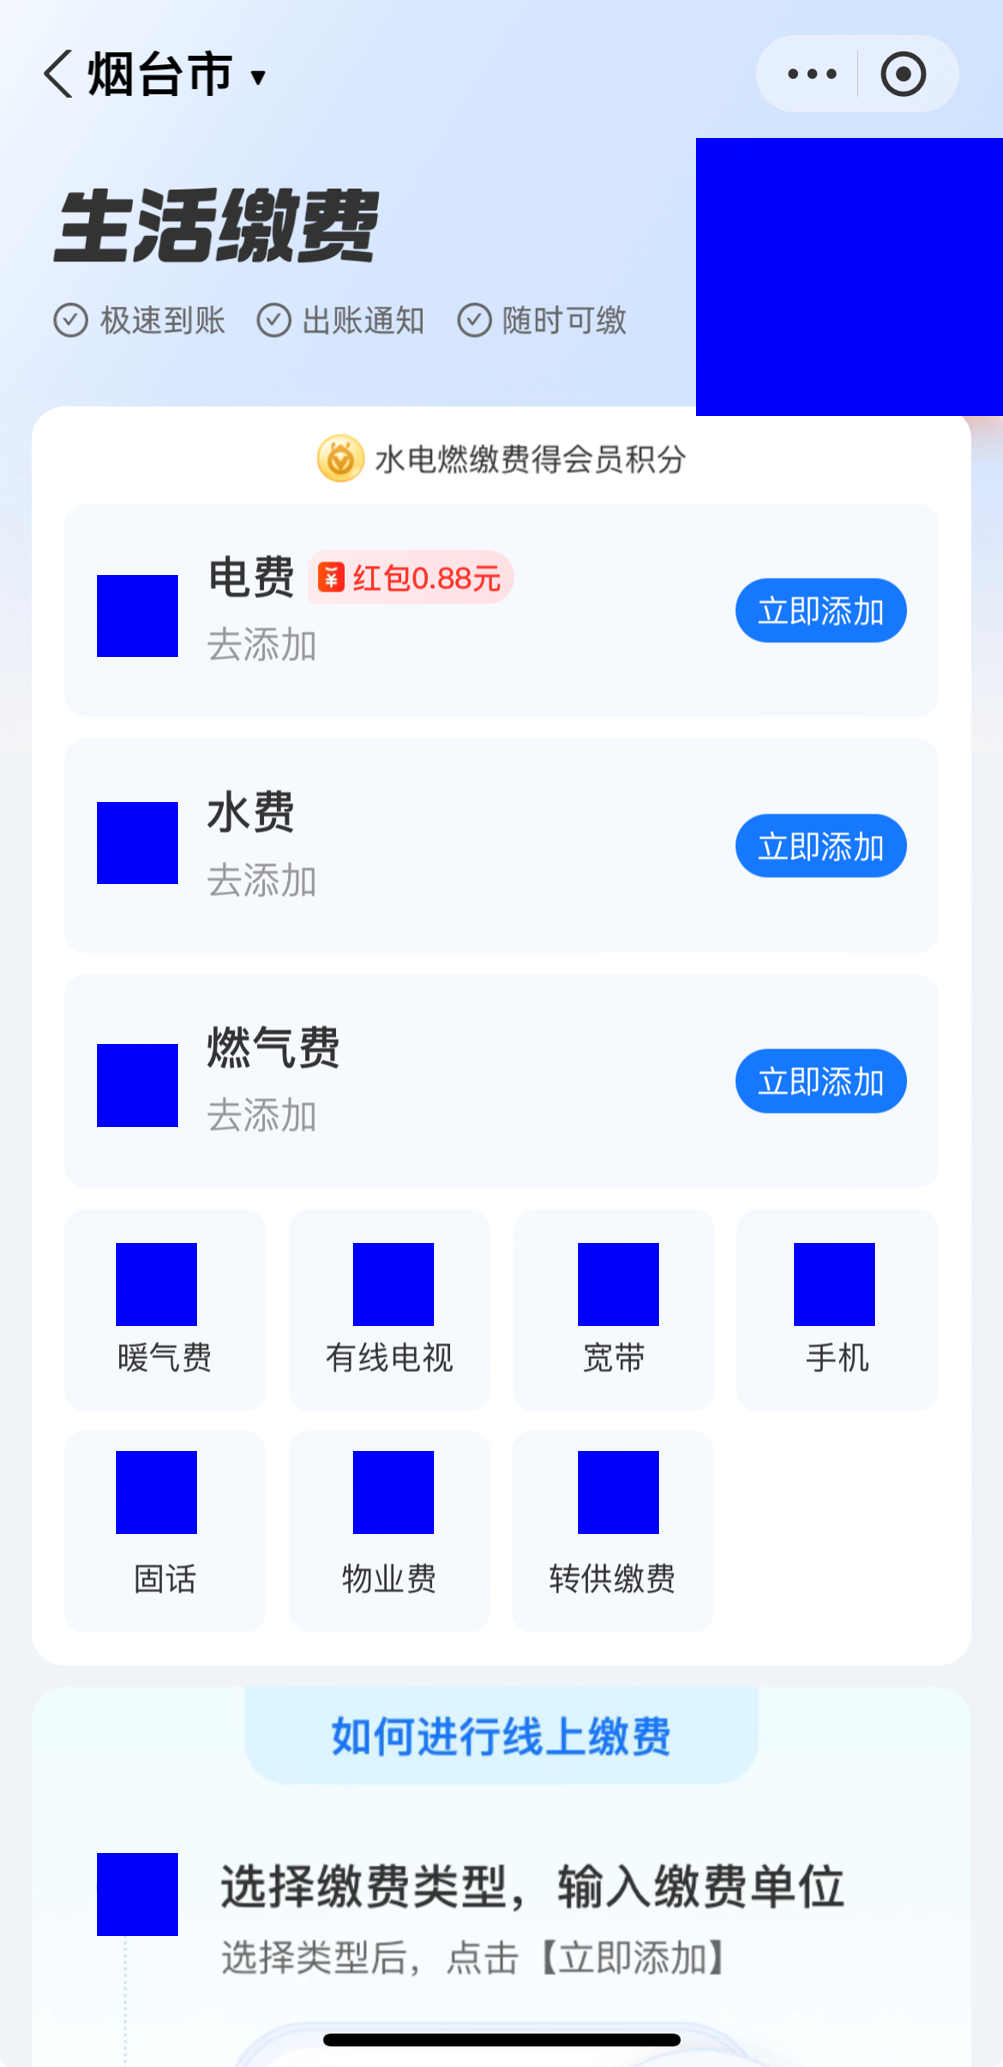 烟台市
生活缴费
极速到账 出账通知 随时可缴
水电燃缴费得会员积分
电费 红包0.88元
去添加
立即添加
水费
去添加
立即添加
燃气费
去添加
立即添加
暖气费 有线电视 宽带 手机
固话 物业费 转供缴费
如何进行线上缴费
选择缴费类型，输入缴费单位
选择类型后，点击【立即添加】